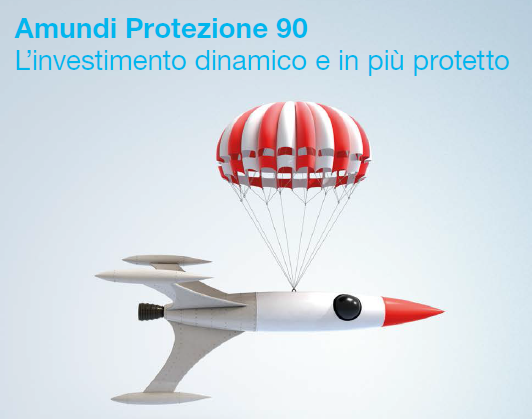 Amundi Protezione 90
L'investimento dinamico e in più protetto